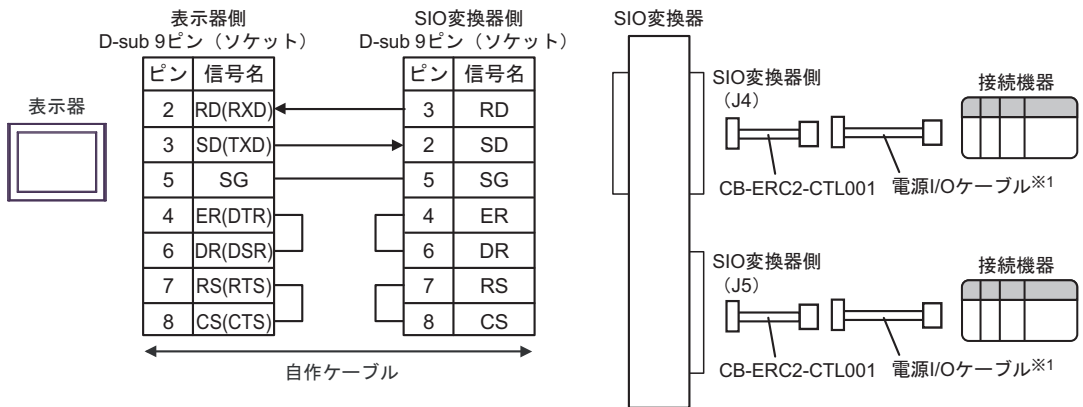 表示器側
D-sub 9ピン（ソケット）
SIO変換器側
D-sub 9ピン（ソケット）
SIO変換器
表示器
ピン 信号名
2 RD(RXD)
3 SD(TXD)
5 SG
4 ER(DTR)
6 DR(DSR)
7 RS(RTS)
8 CS(CTS)
ピン 信号名
3 RD
2 SD
5 SG
4 ER
6 DR
7 RS
8 CS
自作ケーブル
SIO変換器側
（J4）
接続機器
CB-ERC2-CTL001 電源I/Oケーブル※1
SIO変換器側
（J5）
接続機器
CB-ERC2-CTL001 電源I/Oケーブル※1